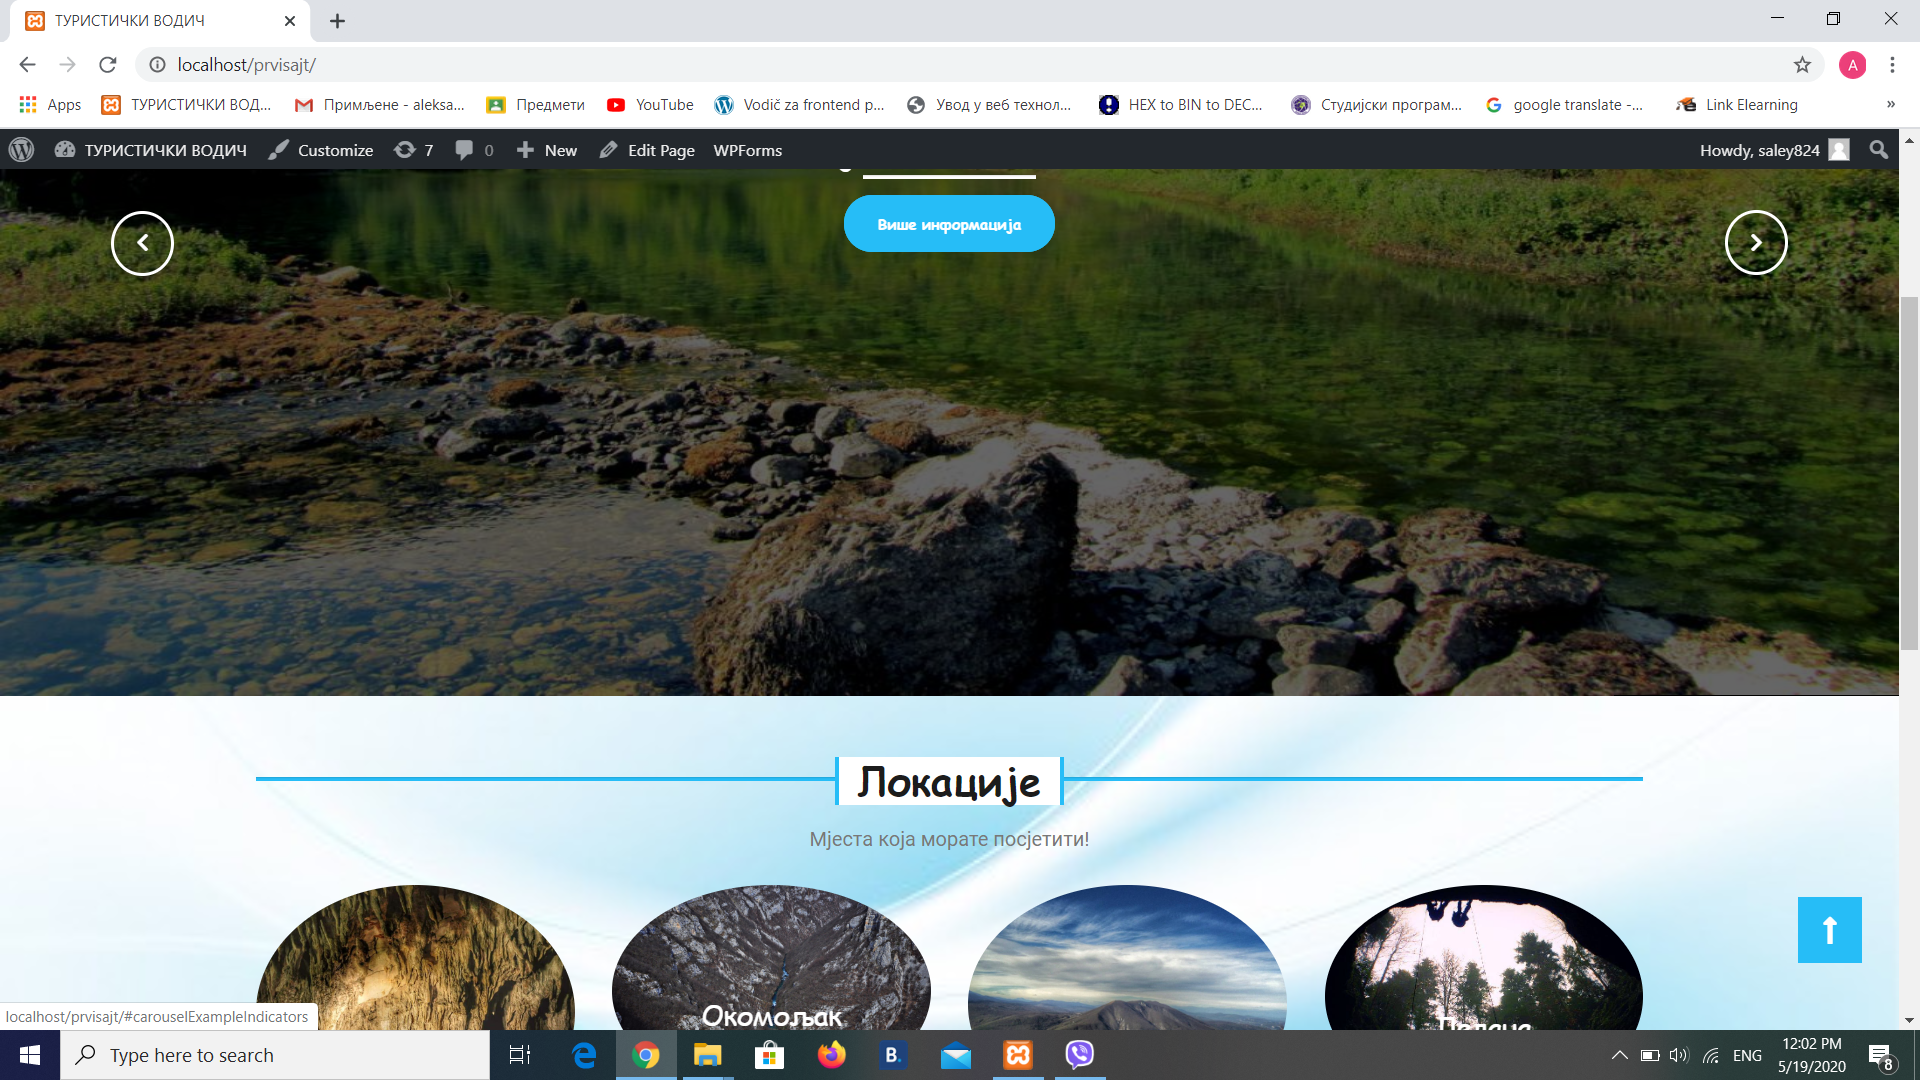 ТУРИСТИЧКИ ВОДИЧ
localhost/prvisajt/
Apps ТУРИСТИЧКИ ВОД... Примљене - aleksa... Предмети YouTube Vodič za frontend p... Увод у веб технол... HEX to BIN to DEC... Студијски програм... google translate -... Link Elearning »
ТУРИСТИЧКИ ВОДИЧ Customize 7 0 New Edit Page WPForms Howdy, saley824
Више информација
Локације
Мјеста која морате посјетити!
Окомољак
localhost/prvisajt/#carouselExampleIndicators
Type here to search
ENG
12:02 PM
5/19/2020
8